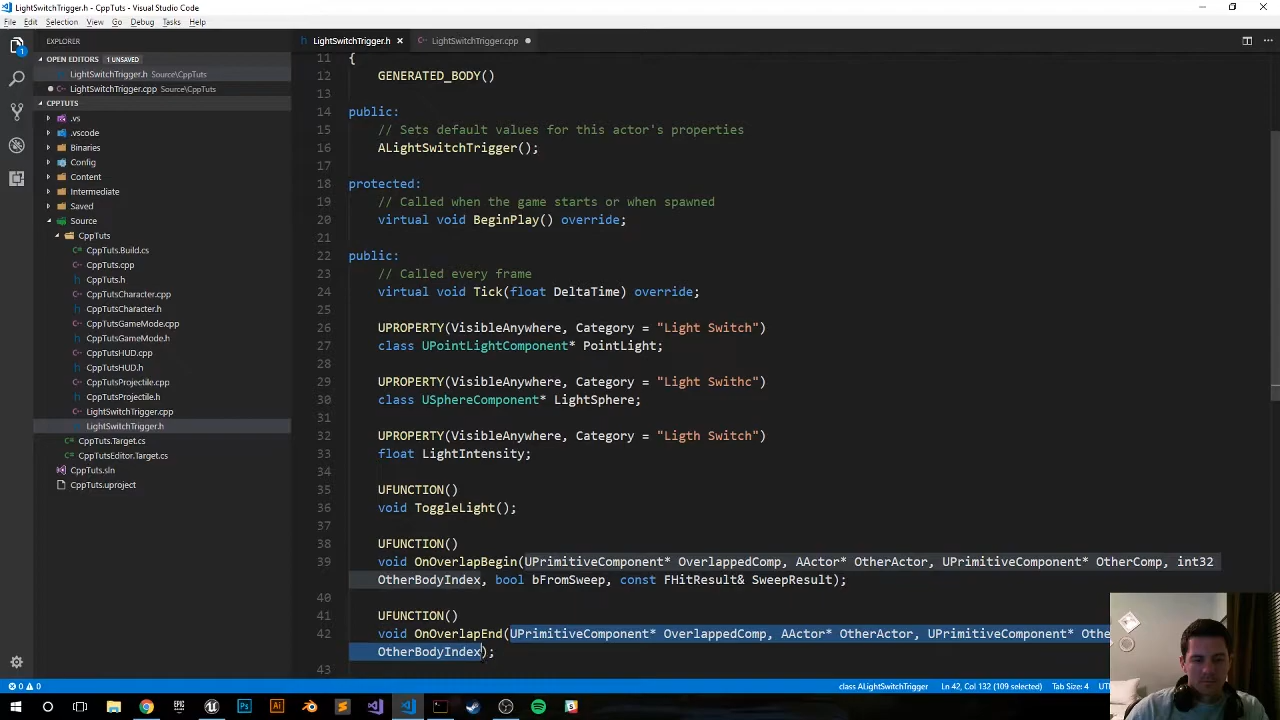 LightSwitchTrigger.h - CppTuts - Visual Studio Code
File Edit Selection View Go Debug Tasks Help
EXPLORER
LightSwitchTrigger.h
LightSwitchTrigger.cpp
OPEN EDITORS 1 UNSAVED
LightSwitchTrigger.h Source\CppTuts
LightSwitchTrigger.cpp Source\CppTuts
CPPTUTS
.vs
.vscode
Binaries
Config
Content
Intermediate
Saved
Source
CppTuts
CppTuts.Build.cs
CppTuts.cpp
CppTuts.h
CppTutsCharacter.cpp
CppTutsCharacter.h
CppTutsGameMode.cpp
CppTutsGameMode.h
CppTutsHUD.cpp
CppTutsHUD.h
CppTutsProjectile.cpp
CppTutsProjectile.h
LightSwitchTrigger.cpp
LightSwitchTrigger.h
CppTuts.Target.cs
CppTutsEditor.Target.cs
CppTuts.sln
CppTuts.uproject
11 {
12 GENERATED_BODY()
13
14 public:
15 // Sets default values for this actor's properties
16 ALightSwitchTrigger();
17
18 protected:
19 // Called when the game starts or when spawned
20 virtual void BeginPlay() override;
21
22 public:
23 // Called every frame
24 virtual void Tick(float DeltaTime) override;
25
26 UPROPERTY(VisibleAnywhere, Category = "Light Switch")
27 class UPointLightComponent* PointLight;
28
29 UPROPERTY(VisibleAnywhere, Category = "Light Swithc")
30 class USphereComponent* LightSphere;
31
32 UPROPERTY(VisibleAnywhere, Category = "Ligth Switch")
33 float LightIntensity;
34
35 UFUNCTION()
36 void ToggleLight();
37
38 UFUNCTION()
39 void OnOverlapBegin(UPrimitiveComponent* OverlappedComp, AActor* OtherActor, UPrimitiveComponent* OtherComp, int32
OtherBodyIndex, bool bFromSweep, const FHitResult& SweepResult);
40
41 UFUNCTION()
42 void OnOverlapEnd(UPrimitiveComponent* OverlappedComp, AActor* OtherActor, UPrimitiveComponent* Othe
OtherBodyIndex);
43
0 0 class ALightSwitchTrigger Ln 42, Col 132 (109 selected) Tab Size: 4 UT